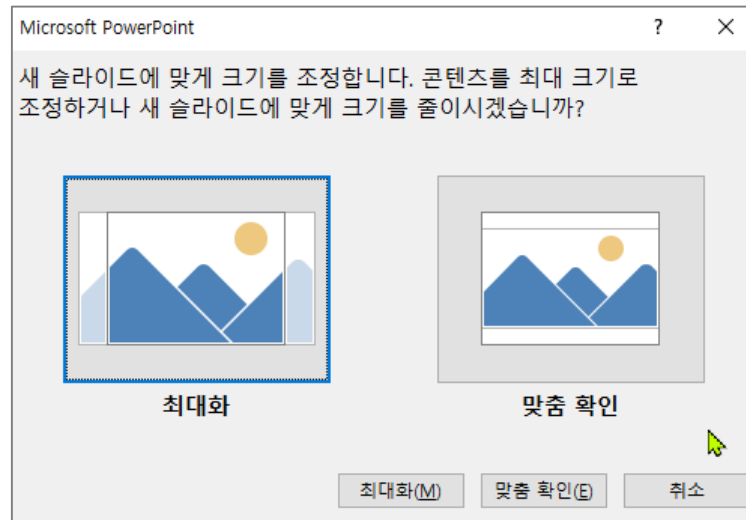 Microsoft PowerPoint
새 슬라이드에 맞게 크기를 조정합니다. 콘텐츠를 최대 크기로
조정하거나 새 슬라이드에 맞게 크기를 줄이시겠습니까?
최대화
맞춤 확인
최대화(M)
맞춤 확인(E)
취소